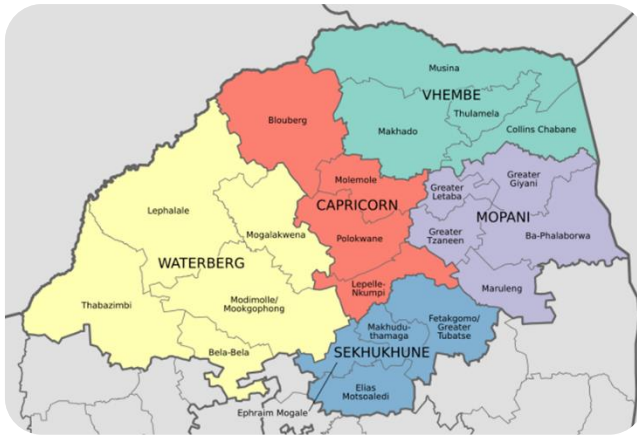 Musina
VHEMBE
Thulamela
Makhado
Collins Chabane
Blouberg
Molemole
CAPRICORN
Polokwane
Lepelle-
Nkumpi
Greater
Giyani
Greater
Letaba
MOPANI
Greater
Tzaneen
Ba-Phalaborwa
Maruleng
Lephalale
Mogalakwena
WATERBERG
Thabazimbi
Modimolle/
Mookgophong
Bela-Bela
Fetakgomo/
Greater
Tubatse
Makhudu-
thamaga
SEKHUKHUNE
Elias
Motsoaledi
Ephraim Mogale